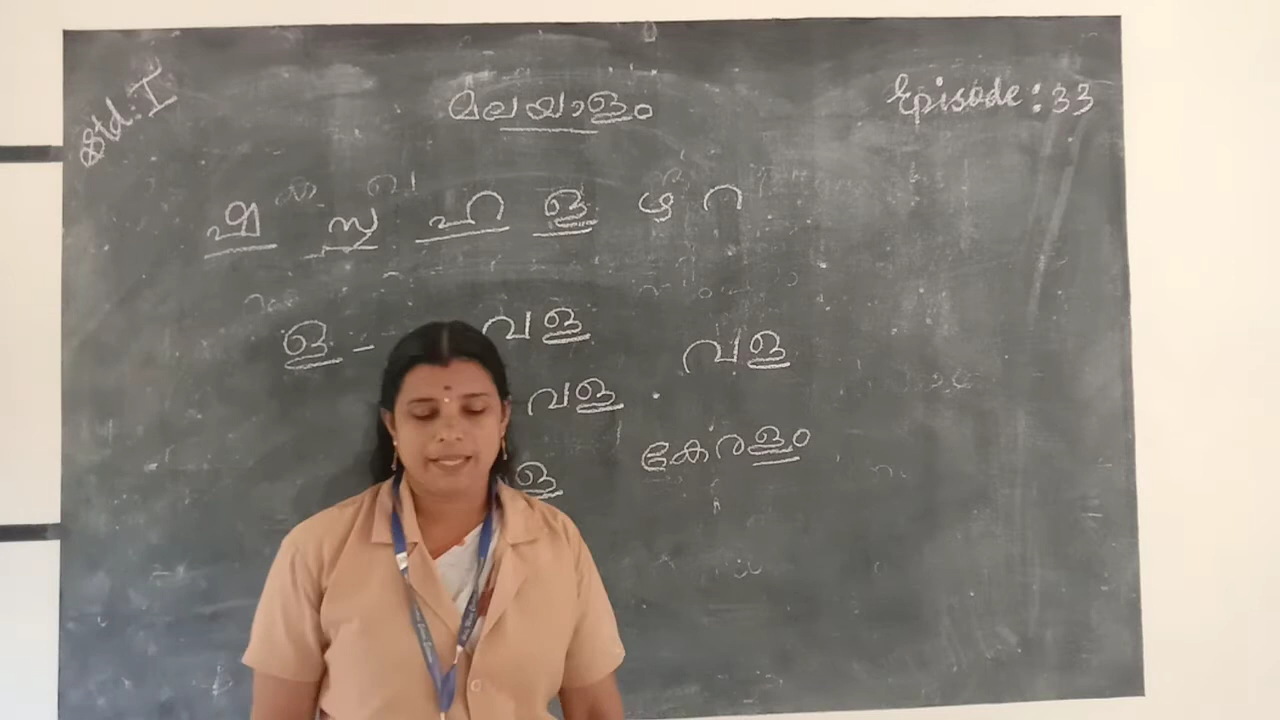 Std: I
മലയാളം
Episode: 33
ഷ സ ഹ ള ഴ റ
ള -
വള
വള
വള
ള
കേരളം